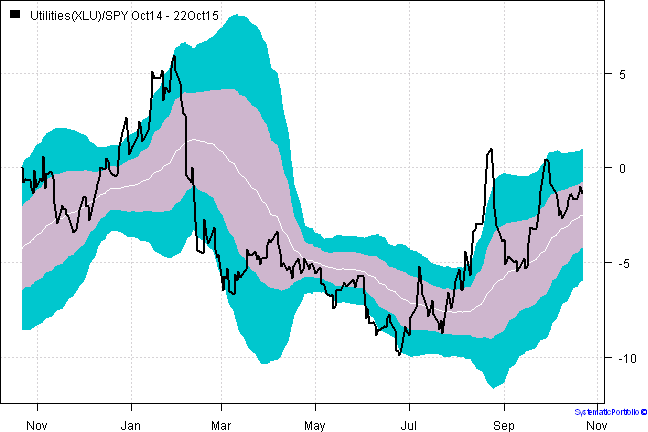 Utilities(XLU)/SPY Oct14 - 22Oct15
5
0
-5
-10
SystematicPortfolio ©
Nov Jan Mar May Jul Sep Nov